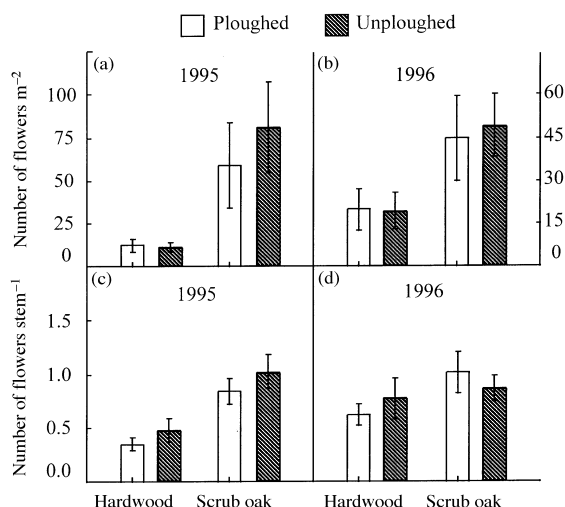 Ploughed Unploughed
(a) 1995
(b) 1996
Number of flowers m⁻²
100
75
50
25
0
60
45
30
15
0
(c) 1995
(d) 1996
Number of flowers stem⁻¹
1.5
1.0
0.5
0.0
Hardwood Scrub oak Hardwood Scrub oak